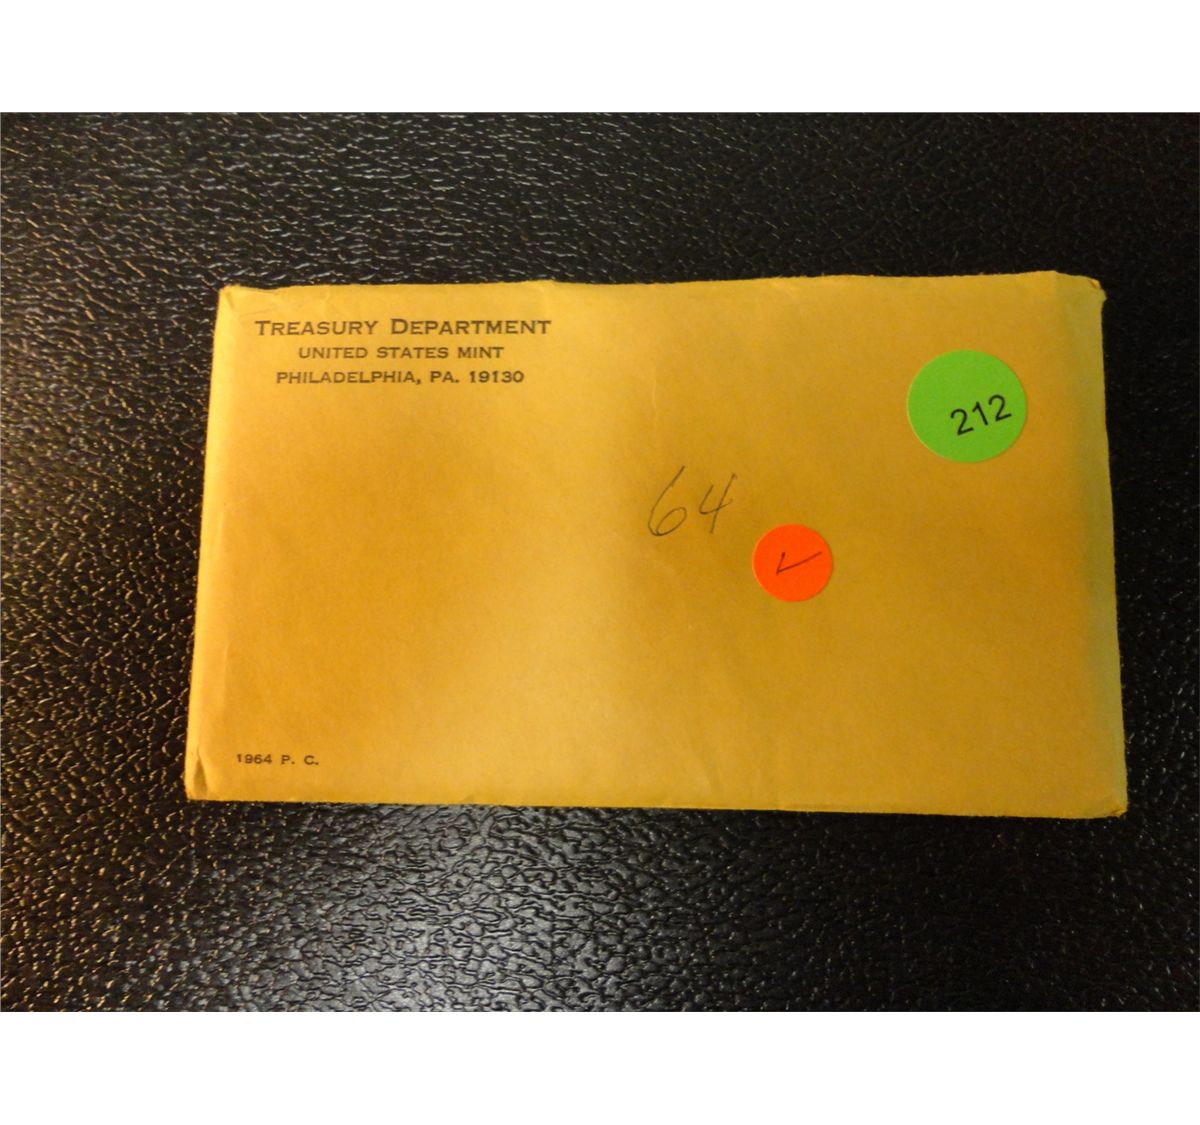 TREASURY DEPARTMENT
UNITED STATES MINT
PHILADELPHIA, PA. 19130
212
64
1964 P. C.